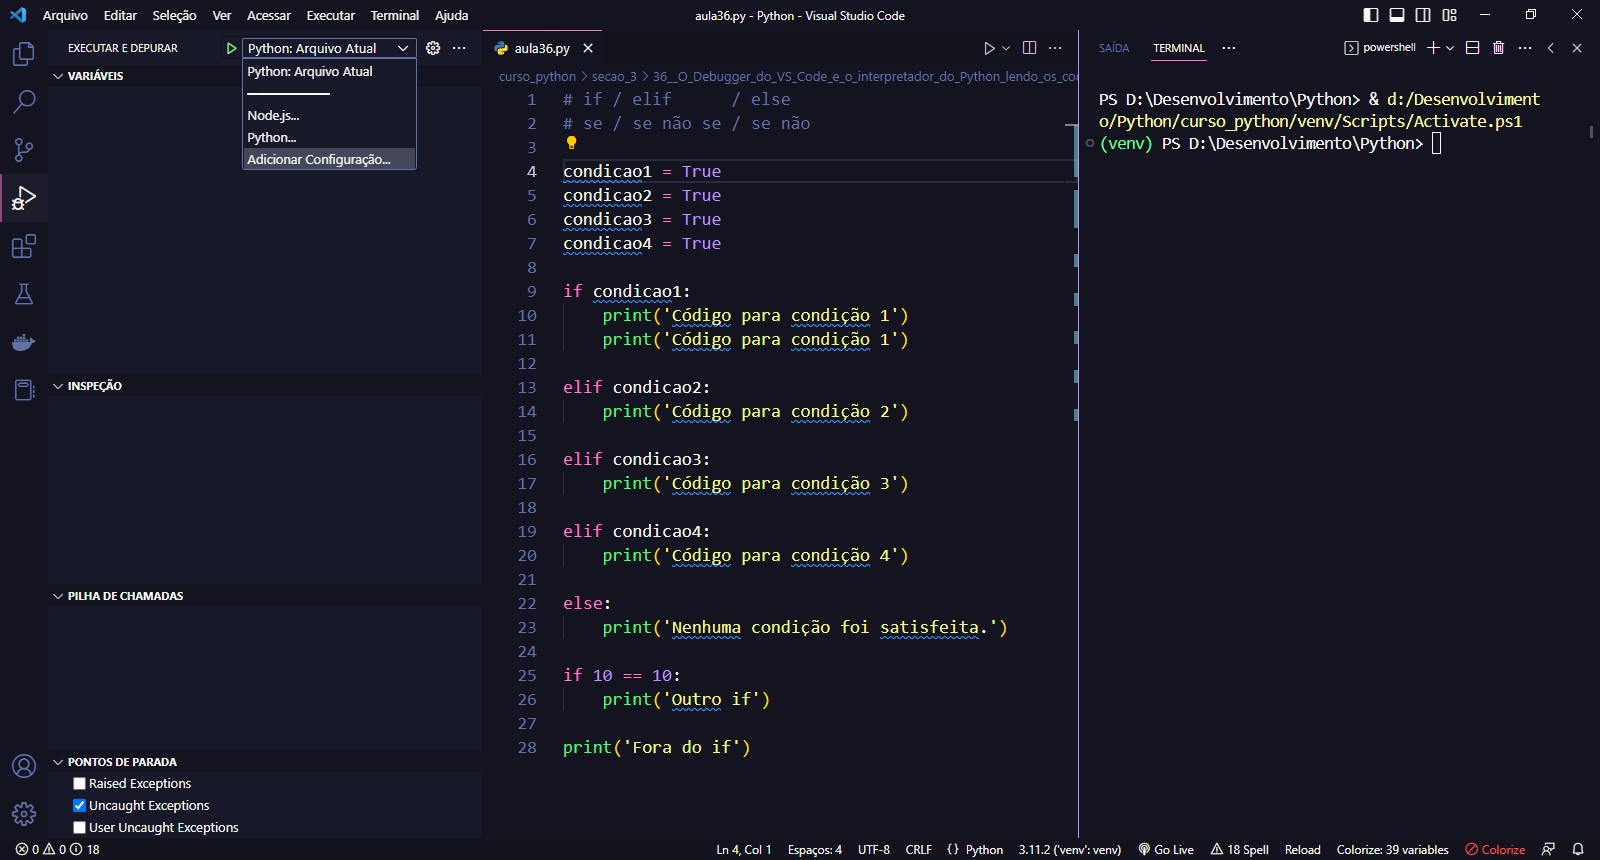 Arquivo Editar Seleção Ver Acessar Executar Terminal Ajuda
aula36.py - Python - Visual Studio Code
EXECUTAR E DEPURAR
Python: Arquivo Atual
Python: Arquivo Atual
Node.js...
Python...
Adicionar Configuração...
VARIÁVEIS
INSPEÇÃO
PILHA DE CHAMADAS
PONTOS DE PARADA
Raised Exceptions
Uncaught Exceptions
User Uncaught Exceptions
aula36.py
curso_python > secao_3 > 36__O_Debugger_do_VS_Code_e_o_interpretador_do_Python_lendo_os_co
1 # if / elif      / else
2 # se / se não se / se não
3
4 condicao1 = True
5 condicao2 = True
6 condicao3 = True
7 condicao4 = True
8
9 if condicao1:
10     print('Código para condição 1')
11     print('Código para condição 1')
12
13 elif condicao2:
14     print('Código para condição 2')
15
16 elif condicao3:
17     print('Código para condição 3')
18
19 elif condicao4:
20     print('Código para condição 4')
21
22 else:
23     print('Nenhuma condição foi satisfeita.')
24
25 if 10 == 10:
26     print('Outro if')
27
28 print('Fora do if')
SAÍDA TERMINAL
powershell
PS D:\Desenvolvimento\Python> & d:/Desenvolviment
o/Python/curso_python/venv/Scripts/Activate.ps1
(venv) PS D:\Desenvolvimento\Python>
0 0 18
Ln 4, Col 1 Espaços: 4 UTF-8 CRLF {} Python 3.11.2 ('venv': venv) Go Live 18 Spell Reload Colorize: 39 variables Colorize